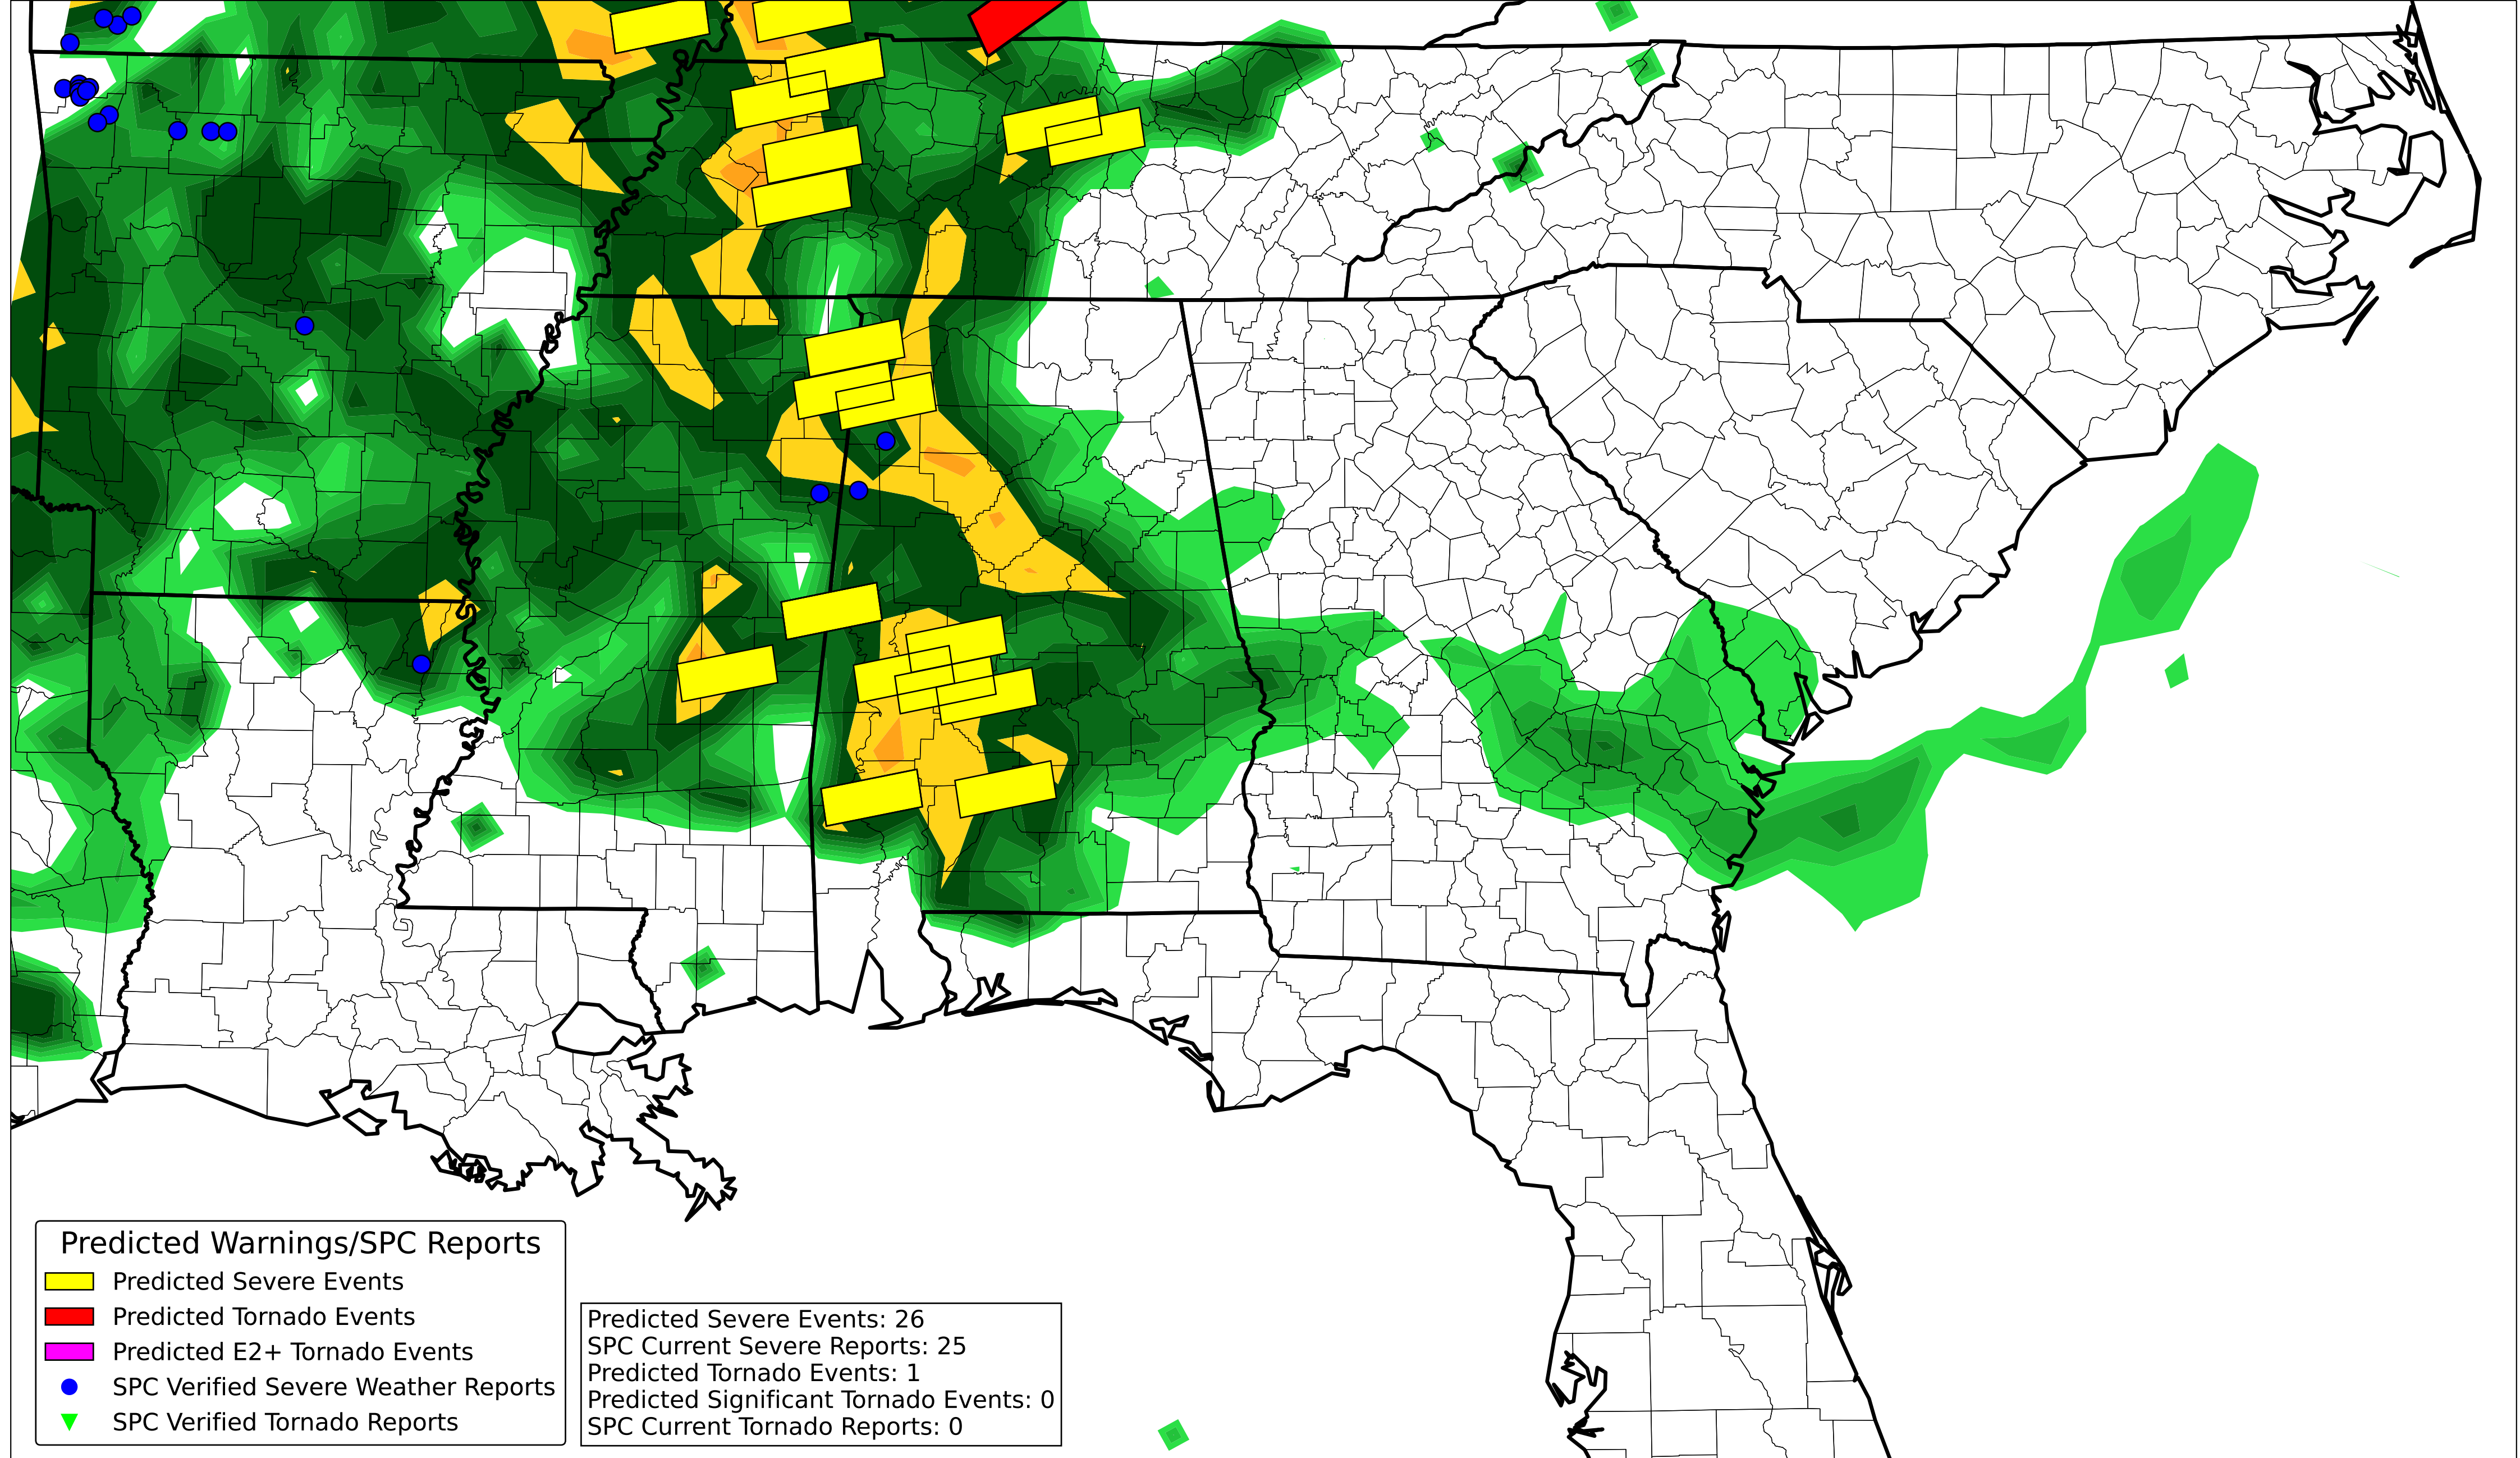 Predicted Warnings/SPC Reports
Predicted Severe Events
Predicted Tornado Events
Predicted E2+ Tornado Events
SPC Verified Severe Weather Reports
SPC Verified Tornado Reports
Predicted Severe Events: 26
SPC Current Severe Reports: 25
Predicted Tornado Events: 1
Predicted Significant Tornado Events: 0
SPC Current Tornado Reports: 0